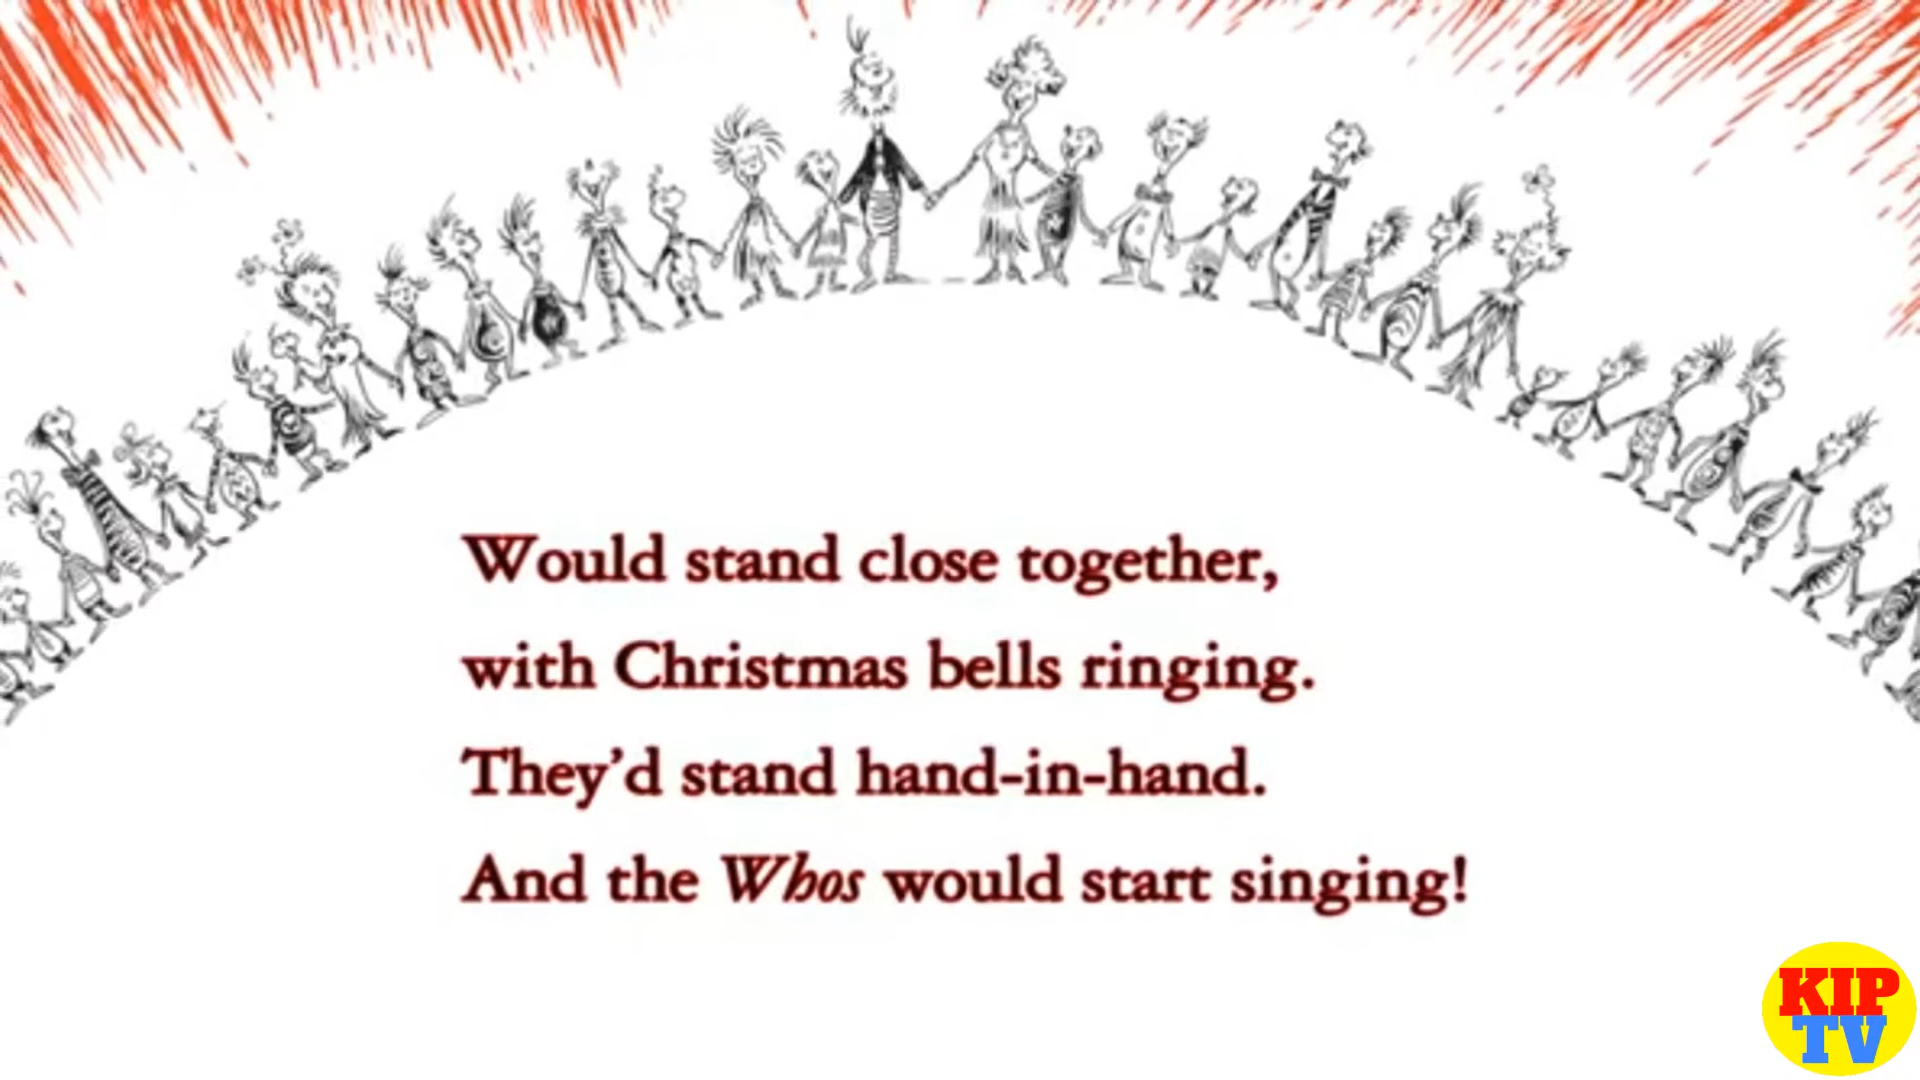 Would stand close together,
with Christmas bells ringing.
They’d stand hand-in-hand.
And the Whos would start singing!
KIP
TV